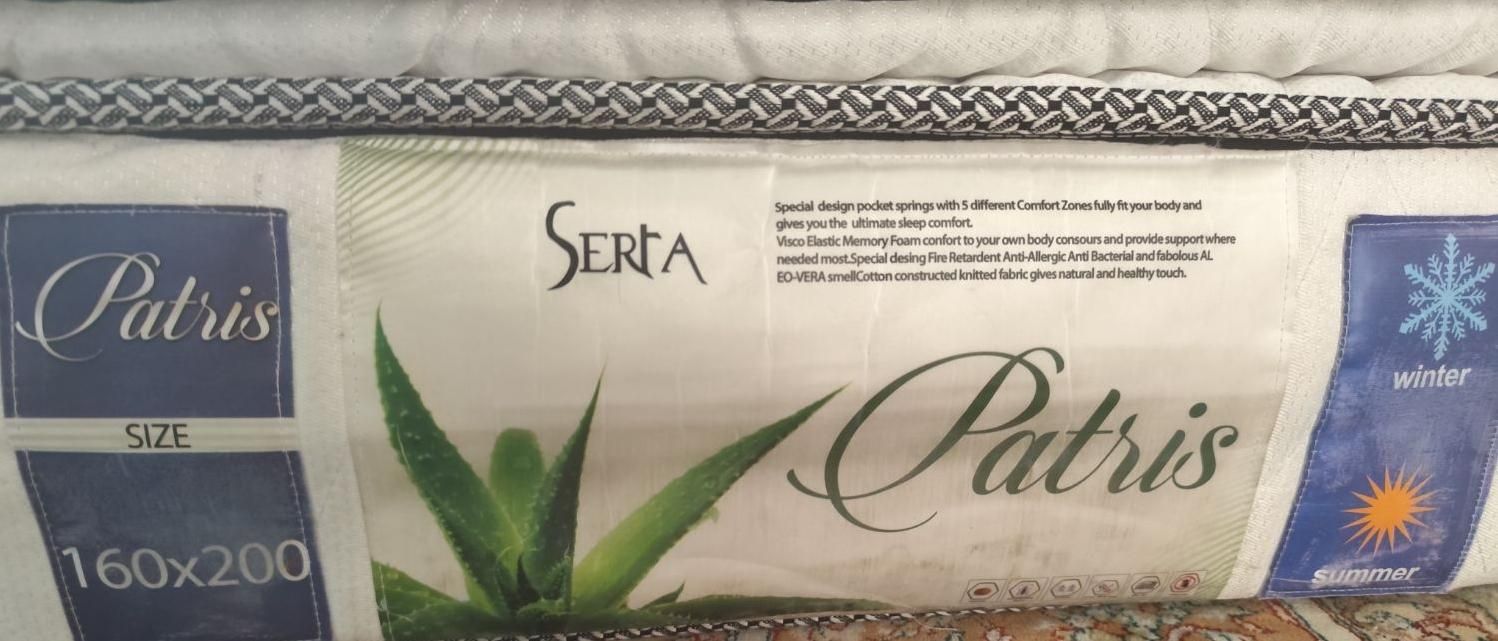 Patris
SIZE
160x200
SERTA
Special design pocket springs with 5 different Comfort Zones fully fit your body and
gives you the ultimate sleep comfort.
Visco Elastic Memory Foam confort to your own body consours and provide support where
needed most.Special desing Fire Retardent Anti-Allergic Anti Bacterial and fabolous AL
EO-VERA smellCotton constructed knitted fabric gives natural and healthy touch.
Patris
winter
summer